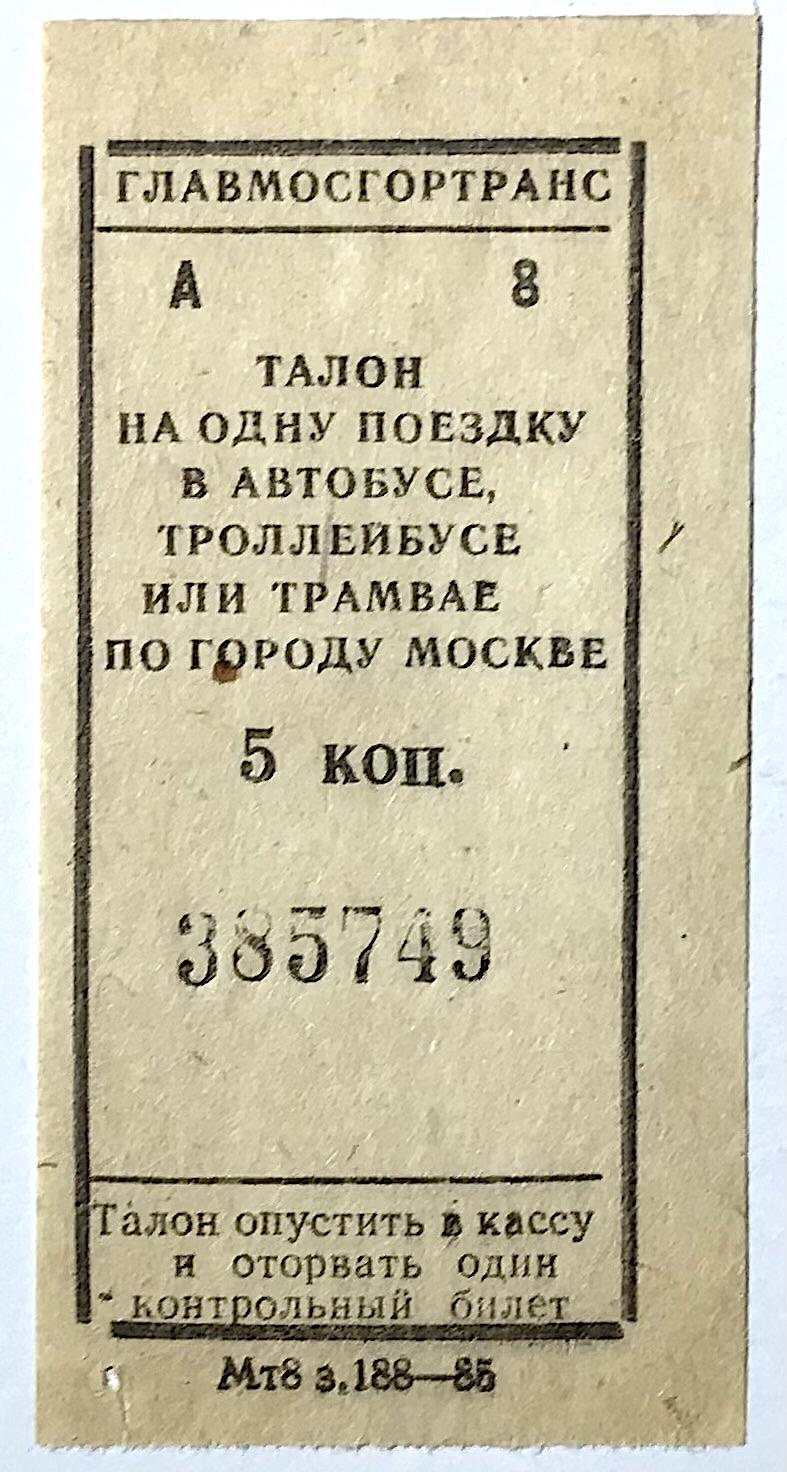 ГЛАВМОСГОРТРАНС
А 8
ТАЛОН
НА ОДНУ ПОЕЗДКУ
В АВТОБУСЕ,
ТРОЛЛЕЙБУСЕ
ИЛИ ТРАМВАЕ
ПО ГОРОДУ МОСКВЕ
5 коп.
385749
Талон опустить в кассу
и оторвать один
контрольный билет
Мт8 з.188—85